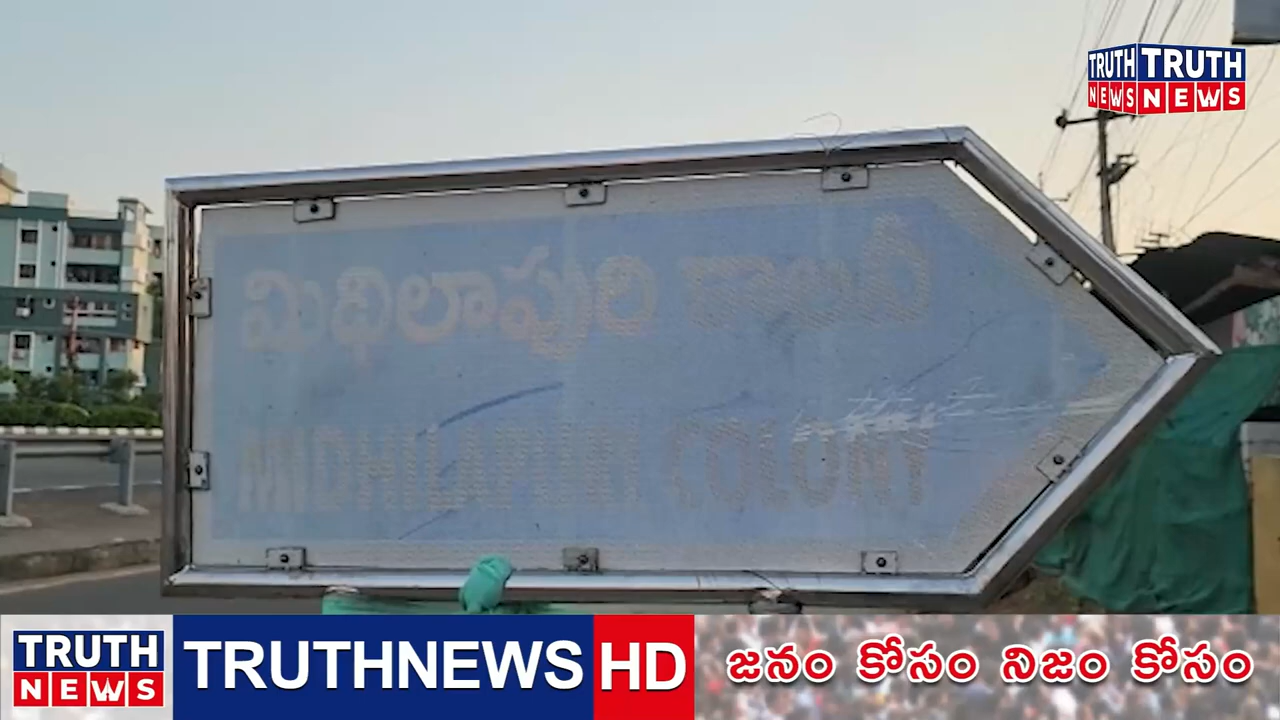 TRUTH TRUTH
NEWS NEWS
మిధిలాపురి కాలనీ
MIDHILAPURI COLONY
TRUTH
NEWS
TRUTHNEWS HD
జనం కోసం నిజం కోసం